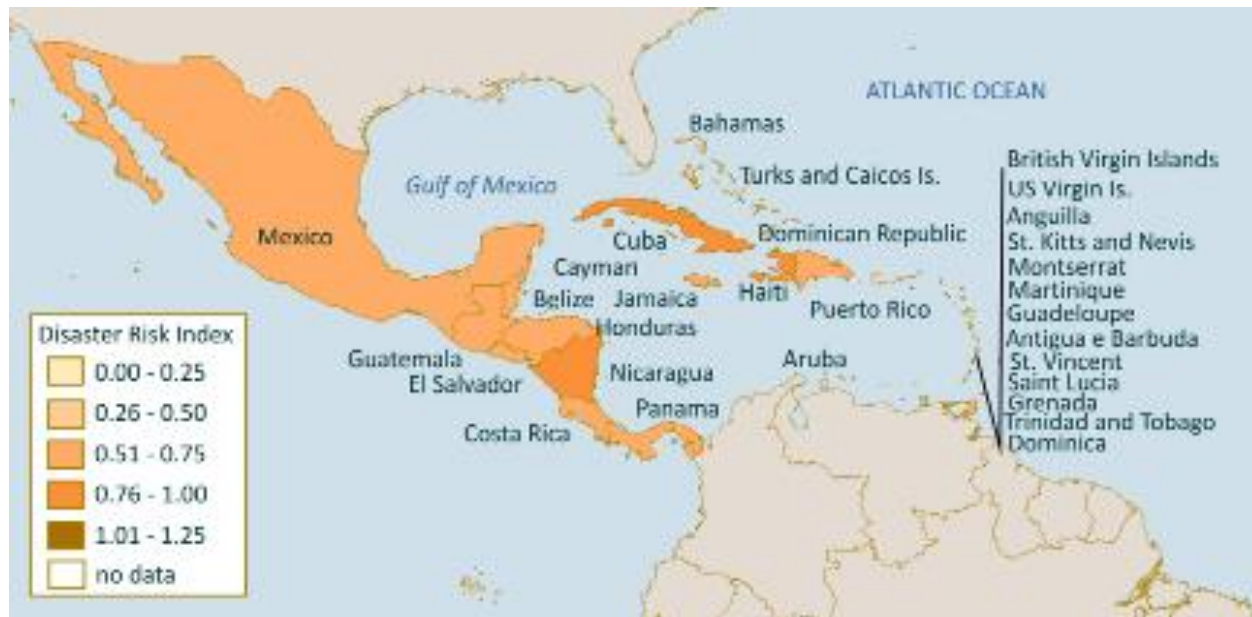 ATLANTIC OCEAN
Bahamas
British Virgin Islands
Turks and Caicos Is.
US Virgin Is.
Gulf of Mexico
Anguilla
Mexico
Cuba
Dominican Republic
St. Kitts and Nevis
Cayman
Montserrat
Belize
Jamaica
Haiti
Martinique
Puerto Rico
Guadeloupe
Honduras
Antigua e Barbuda
Guatemala
Aruba
St. Vincent
El Salvador
Nicaragua
Saint Lucia
Panama
Grenada
Costa Rica
Trinidad and Tobago
Dominica
Disaster Risk Index
0.00 - 0.25
0.26 - 0.50
0.51 - 0.75
0.76 - 1.00
1.01 - 1.25
no data